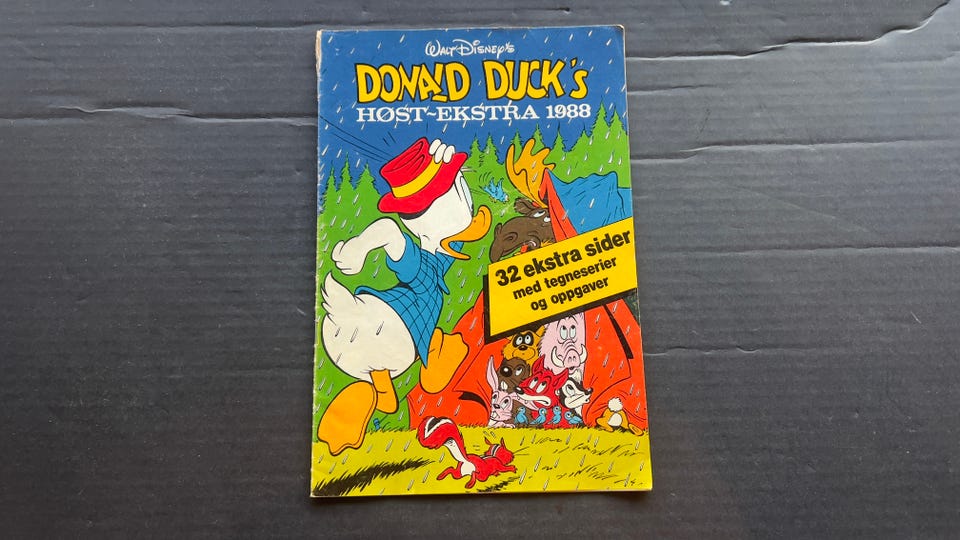 Walt Disney's
DONALD DUCK's
HØST~EKSTRA 1988
32 ekstra sider
med tegneserier
og oppgaver